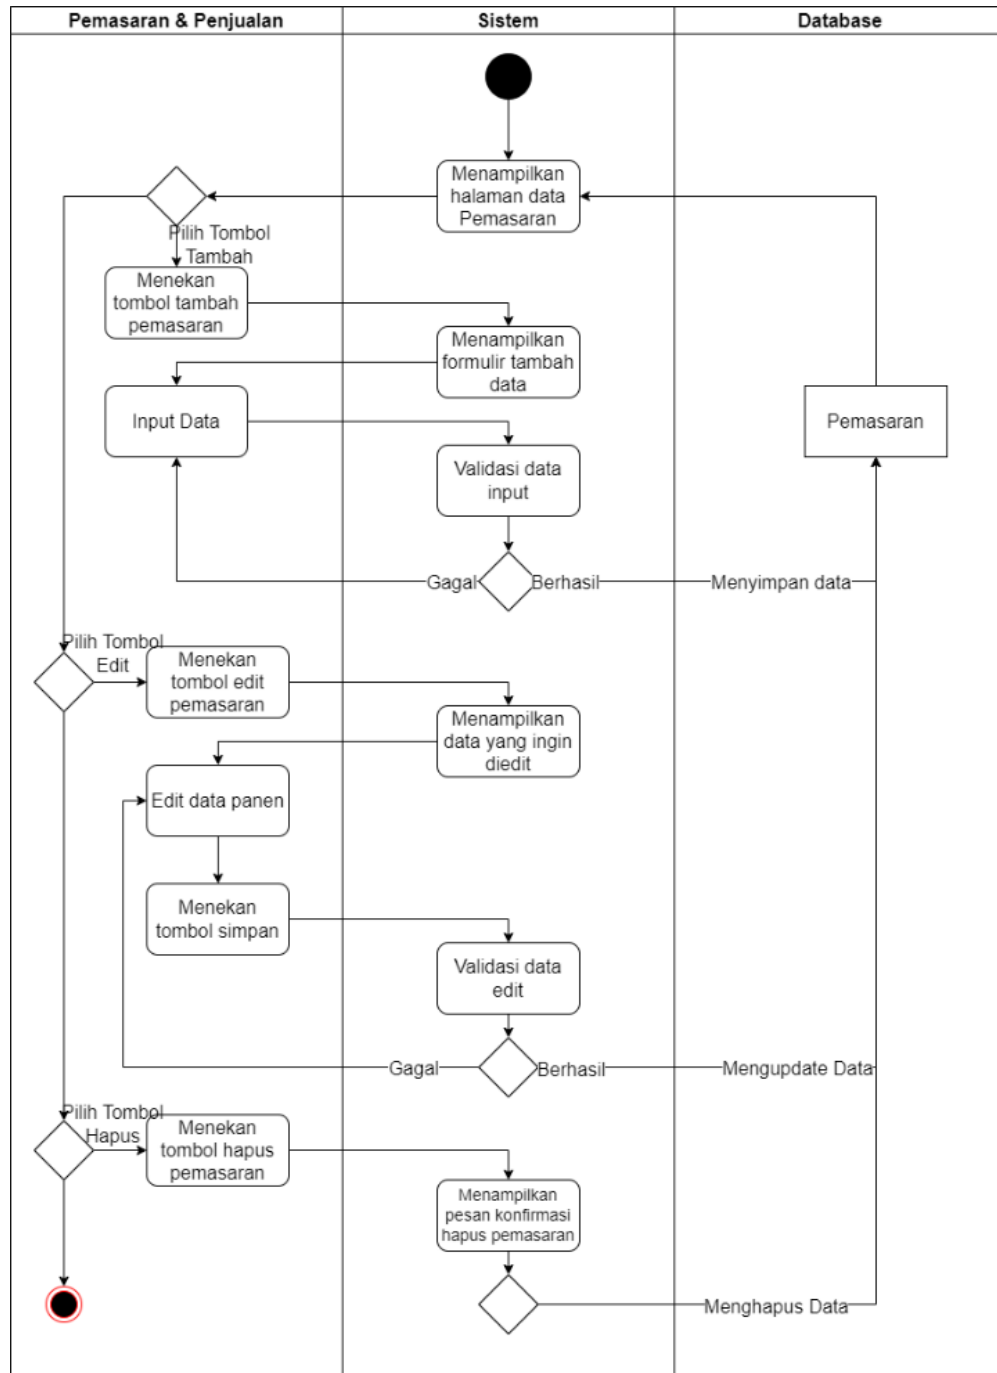 Pemasaran & Penjualan
Sistem
Database
Menampilkan
halaman data
Pemasaran
Pilih Tombol
Tambah
Menekan
tombol tambah
pemasaran
Menampilkan
formulir tambah
data
Input Data
Pemasaran
Validasi data
input
Gagal
Berhasil
Menyimpan data
Pilih Tombol
Edit
Menekan
tombol edit
pemasaran
Menampilkan
data yang ingin
diedit
Edit data panen
Menekan
tombol simpan
Validasi data
edit
Gagal
Berhasil
Mengupdate Data
Pilih Tombol
Hapus
Menekan
tombol hapus
pemasaran
Menampilkan
pesan konfirmasi
hapus pemasaran
Menghapus Data